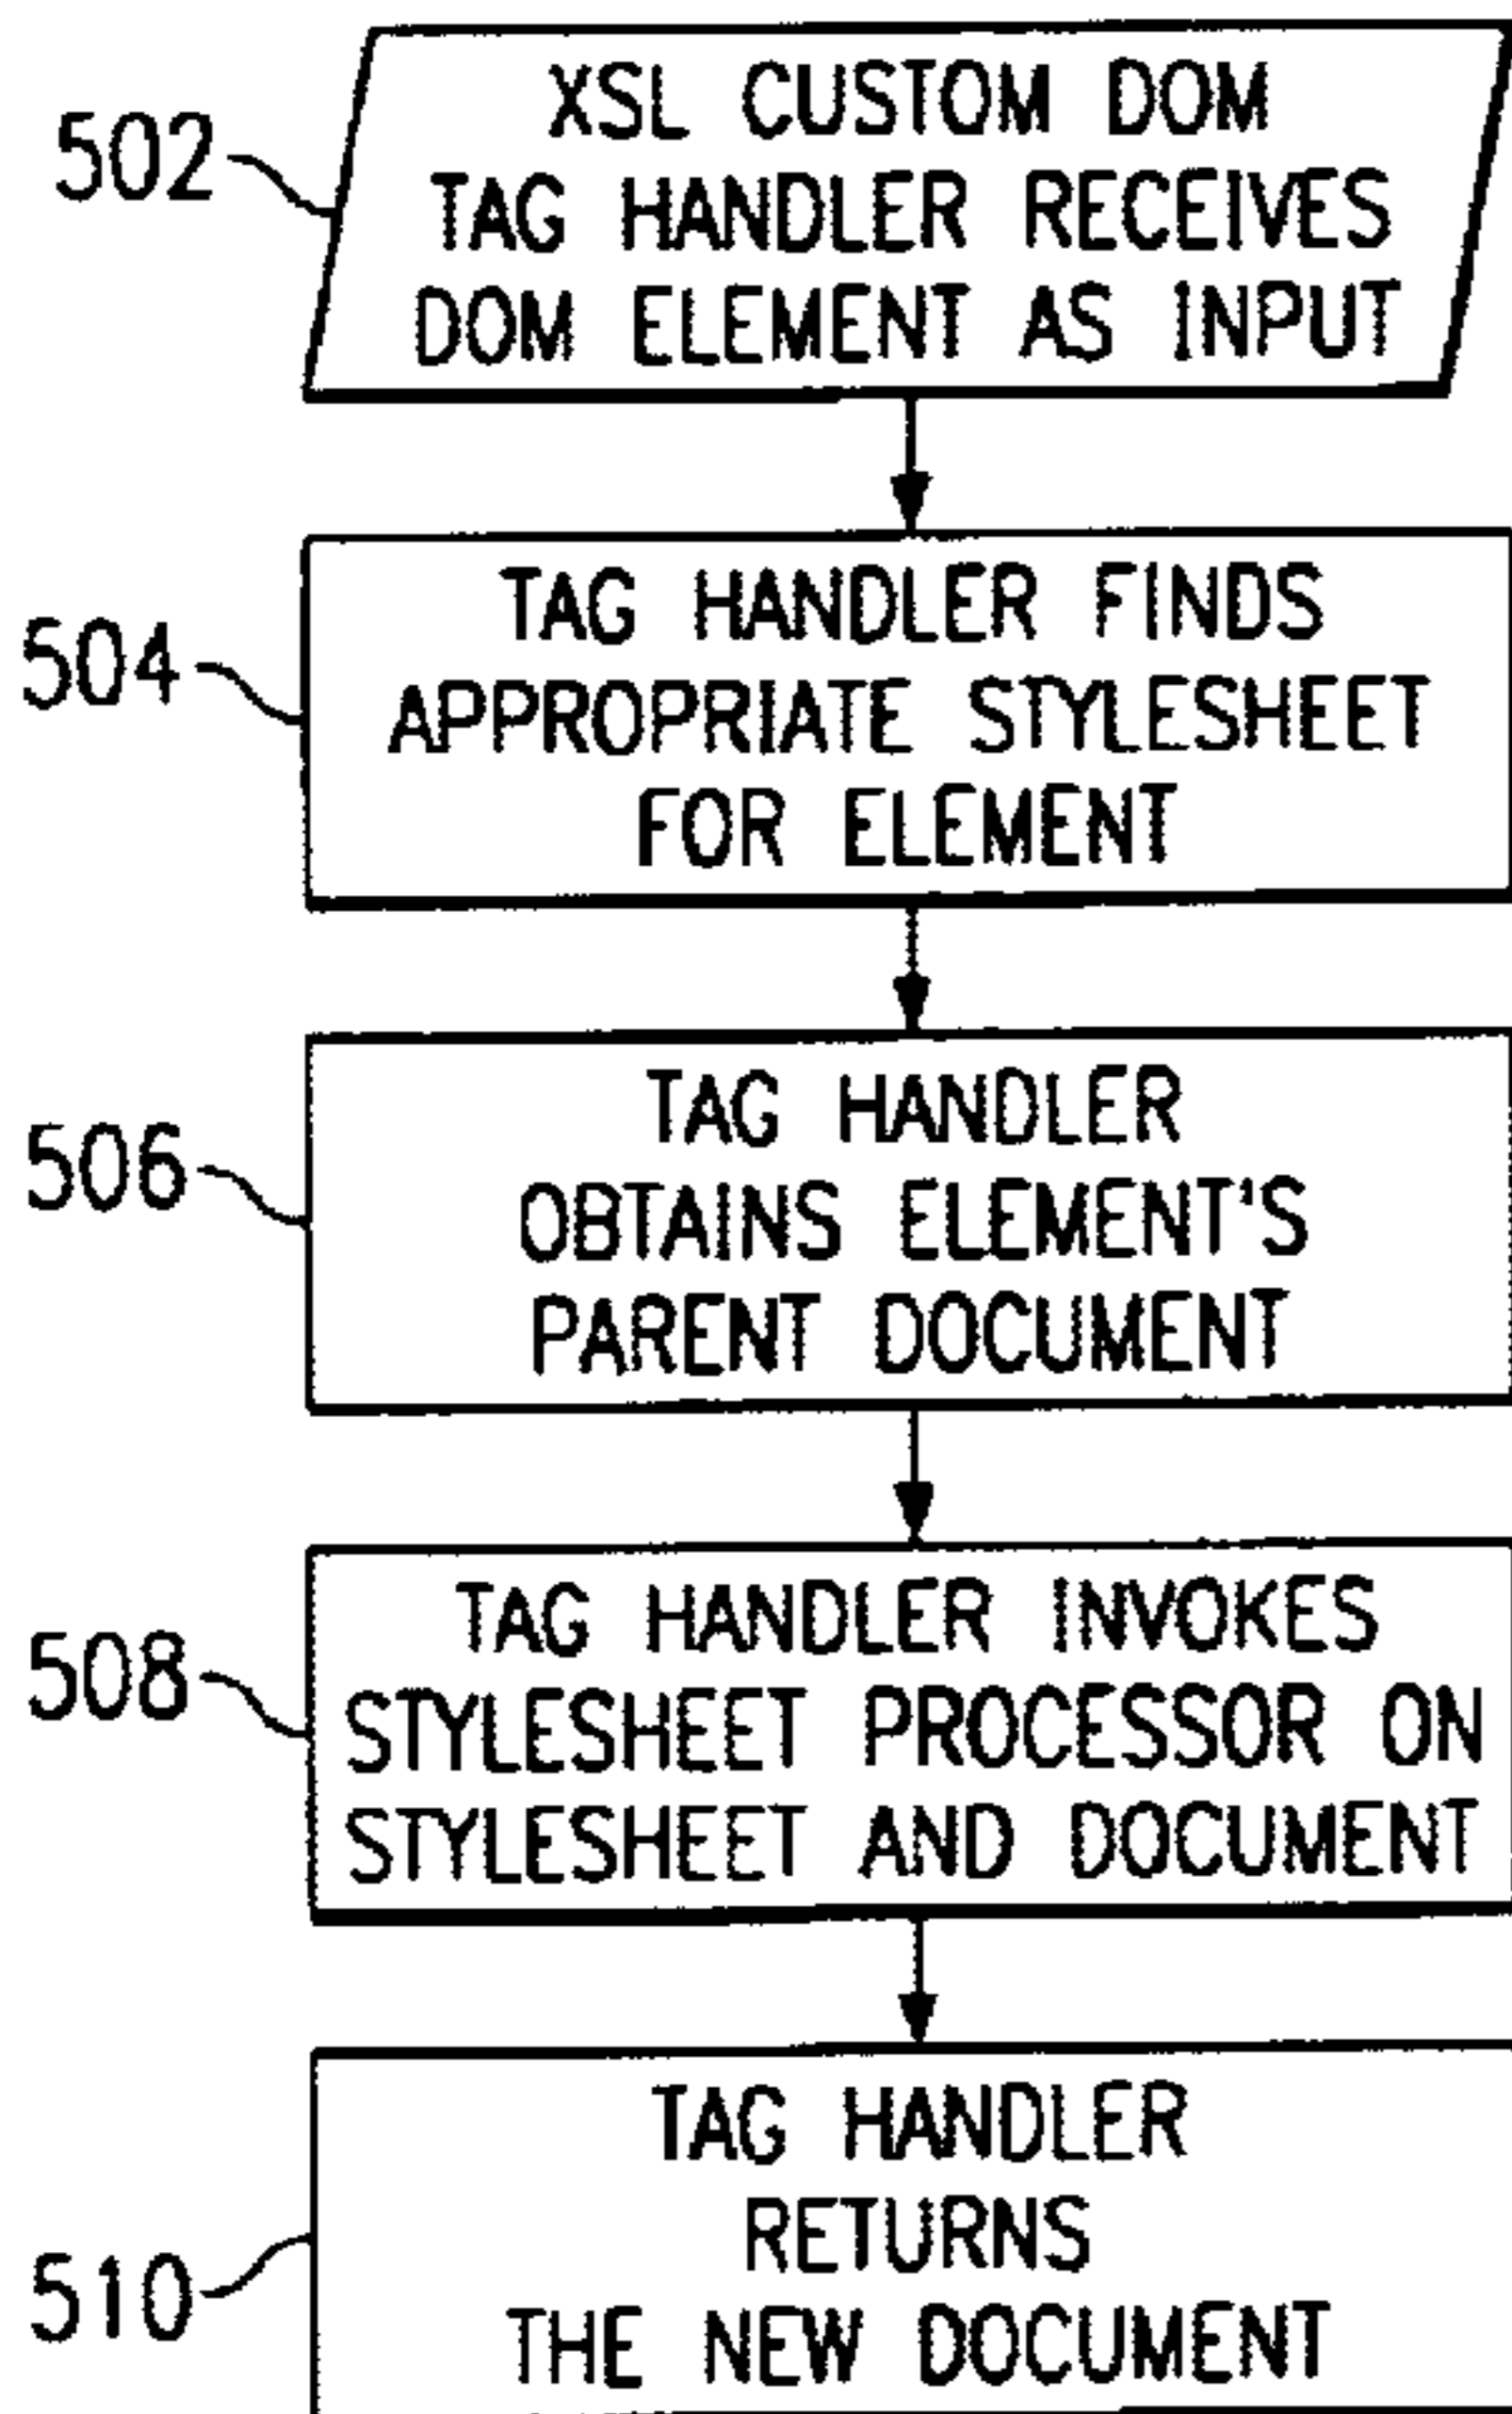 502
XSL CUSTOM DOM
TAG HANDLER RECEIVES
DOM ELEMENT AS INPUT
504
TAG HANDLER FINDS
APPROPRIATE STYLESHEET
FOR ELEMENT
506
TAG HANDLER
OBTAINS ELEMENT'S
PARENT DOCUMENT
508
TAG HANDLER INVOKES
STYLESHEET PROCESSOR ON
STYLESHEET AND DOCUMENT
510
TAG HANDLER
RETURNS
THE NEW DOCUMENT